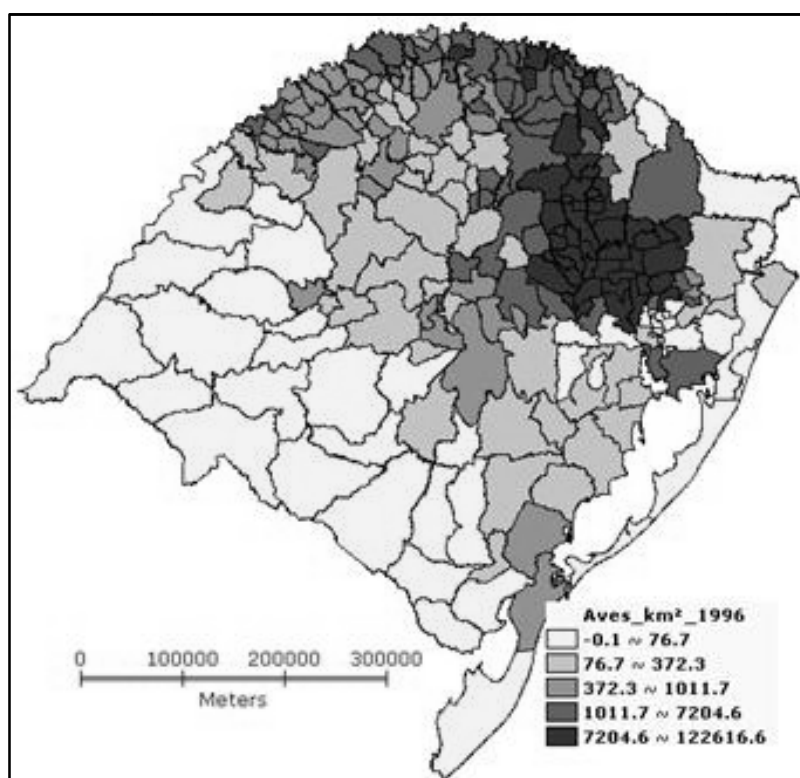 Aves_km²_1996
-0.1 ~ 76.7
76.7 ~ 372.3
372.3 ~ 1011.7
1011.7 ~ 7204.6
7204.6 ~ 122616.6
0 100000 200000 300000
Meters